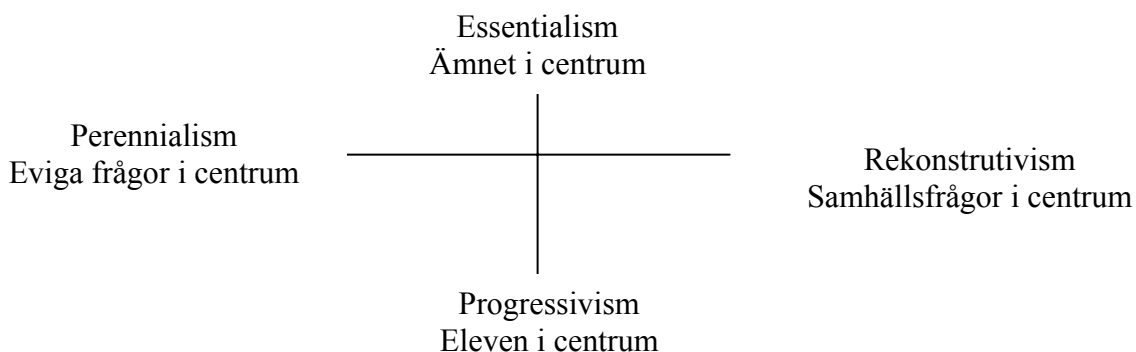 Essentialism
Ämnet i centrum
Perennialism
Eviga frågor i centrum
Rekonstrutivism
Samhällsfrågor i centrum
Progressivism
Eleven i centrum